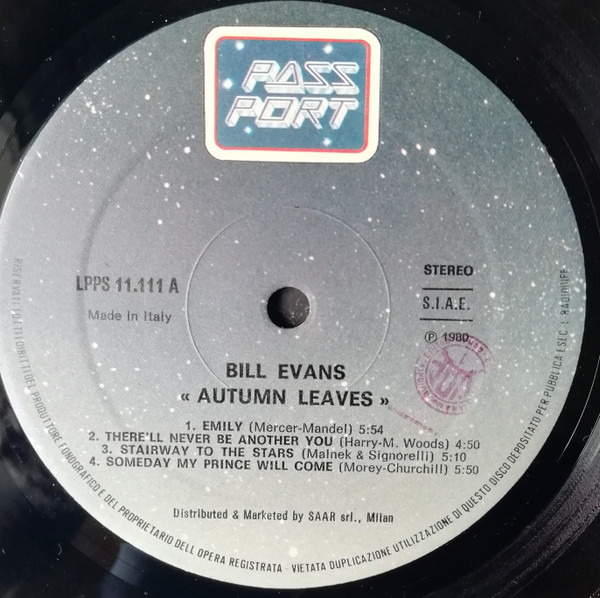 PASS
PORT
LPPS 11.111 A
Made in Italy
STEREO
S.I.A.E.
℗ 1980
BILL EVANS
« AUTUMN LEAVES »
1. EMILY (Mercer-Mandel) 5:54
2. THERE'LL NEVER BE ANOTHER YOU (Harry-M. Woods) 4:50
3. STAIRWAY TO THE STARS (Malnek & Signorelli) 5:10
4. SOMEDAY MY PRINCE WILL COME (Morey-Churchill) 5:50
Distributed & Marketed by SAAR srl., Milan
RISERVATI TUTTI I DIRITTI DEL PRODUTTORE FONOGRAFICO E DEL PROPRIETARIO DELL'OPERA REGISTRATA - VIETATA DUPLICAZIONE UTILIZZAZIONE DI QUESTO DISCO DEPOSITATO PER PUBBLICA ESEC. E RADIODIFF.